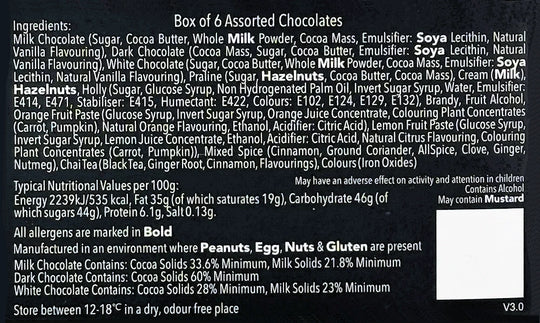 Box of 6 Assorted Chocolates
Ingredients:
Milk Chocolate (Sugar, Cocoa Butter, Whole Milk Powder, Cocoa Mass, Emulsifier: Soya Lecithin, Natural
Vanilla Flavouring), Dark Chocolate (Cocoa Mass, Sugar, Cocoa Butter, Emulsifier: Soya Lecithin, Natural
Vanilla Flavouring), White Chocolate (Sugar, Cocoa Butter, Whole Milk Powder, Cocoa Mass, Emulsifier: Soya
Lecithin, Natural Vanilla Flavouring), Praline (Sugar, Hazelnuts, Cocoa Butter, Cocoa Mass), Cream (Milk),
Hazelnuts, Holly (Sugar, Glucose Syrup, Non Hydrogenated Palm Oil, Invert Sugar Syrup, Water, Emulsifier:
E414, E471, Stabiliser: E415, Humectant: E422, Colours: E102, E124, E129, E132), Brandy, Fruit Alcohol,
Orange Fruit Paste (Glucose Syrup, Invert Sugar Syrup, Orange Juice Concentrate, Colouring Plant Concentrates
(Carrot, Pumpkin), Natural Orange Flavouring, Ethanol, Acidifier: Citric Acid), Lemon Fruit Paste (Glucose Syrup,
Invert Sugar Syrup, Lemon Juice Concentrate, Ethanol, Acidifier: Citric Acid, Natural Citrus Flavouring, Colouring
Plant Concentrates (Carrot, Pumpkin)), Mixed Spice (Cinnamon, Ground Coriander, AllSpice, Clove, Ginger,
Nutmeg), Chai Tea (Black Tea, Ginger Root, Cinnamon, Flavourings), Colours (Iron Oxides)
May have an adverse effect on activity and attention in children
Contains Alcohol
May contain Mustard
Typical Nutritional Values per 100g:
Energy 2239kJ/535 kcal, Fat 35g (of which saturates 19g), Carbohydrate 46g (of
which sugars 44g), Protein 6.1g, Salt 0.13g.
All allergens are marked in Bold
Manufactured in an environment where Peanuts, Egg, Nuts & Gluten are present
Milk Chocolate Contains: Cocoa Solids 33.6% Minimum, Milk Solids 21.8% Minimum
Dark Chocolate Contains: Cocoa Solids 60% Minimum
White Chocolate Contains: Cocoa Solids 28% Minimum, Milk Solids 23% Minimum
Store between 12-18°C in a dry, odour free place
V3.0